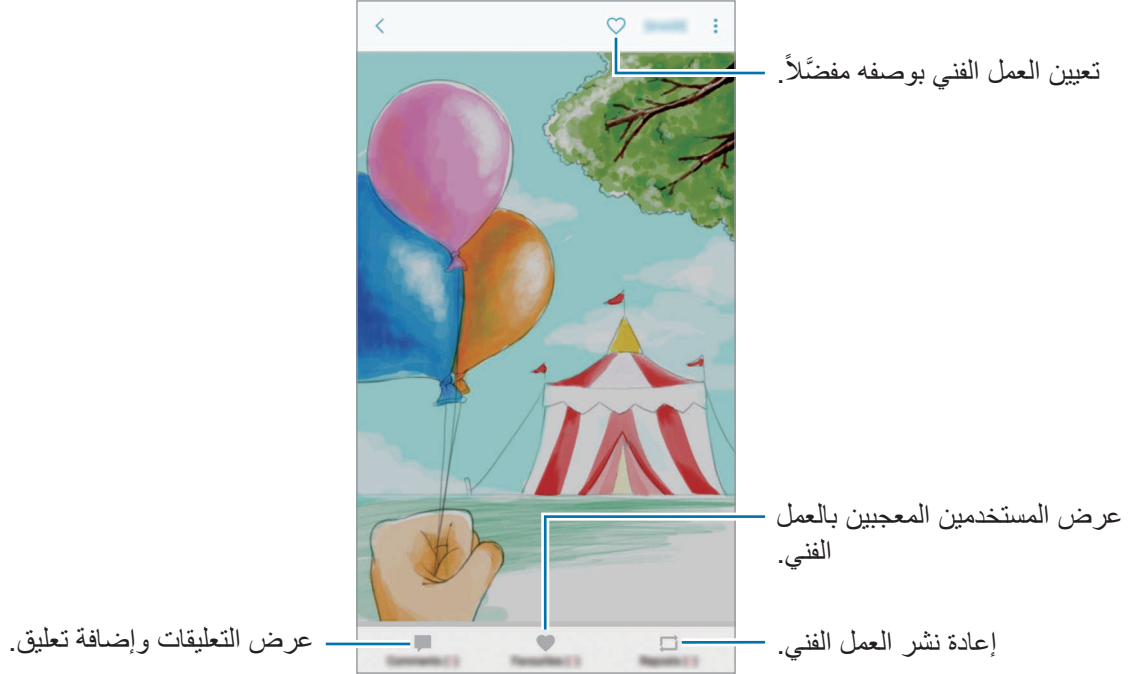 تعيين العمل الفني بوصفه مفضَّلاً.
عرض المستخدمين المعجبين بالعمل
الفني.
إعادة نشر العمل الفني.
عرض التعليقات وإضافة تعليق.